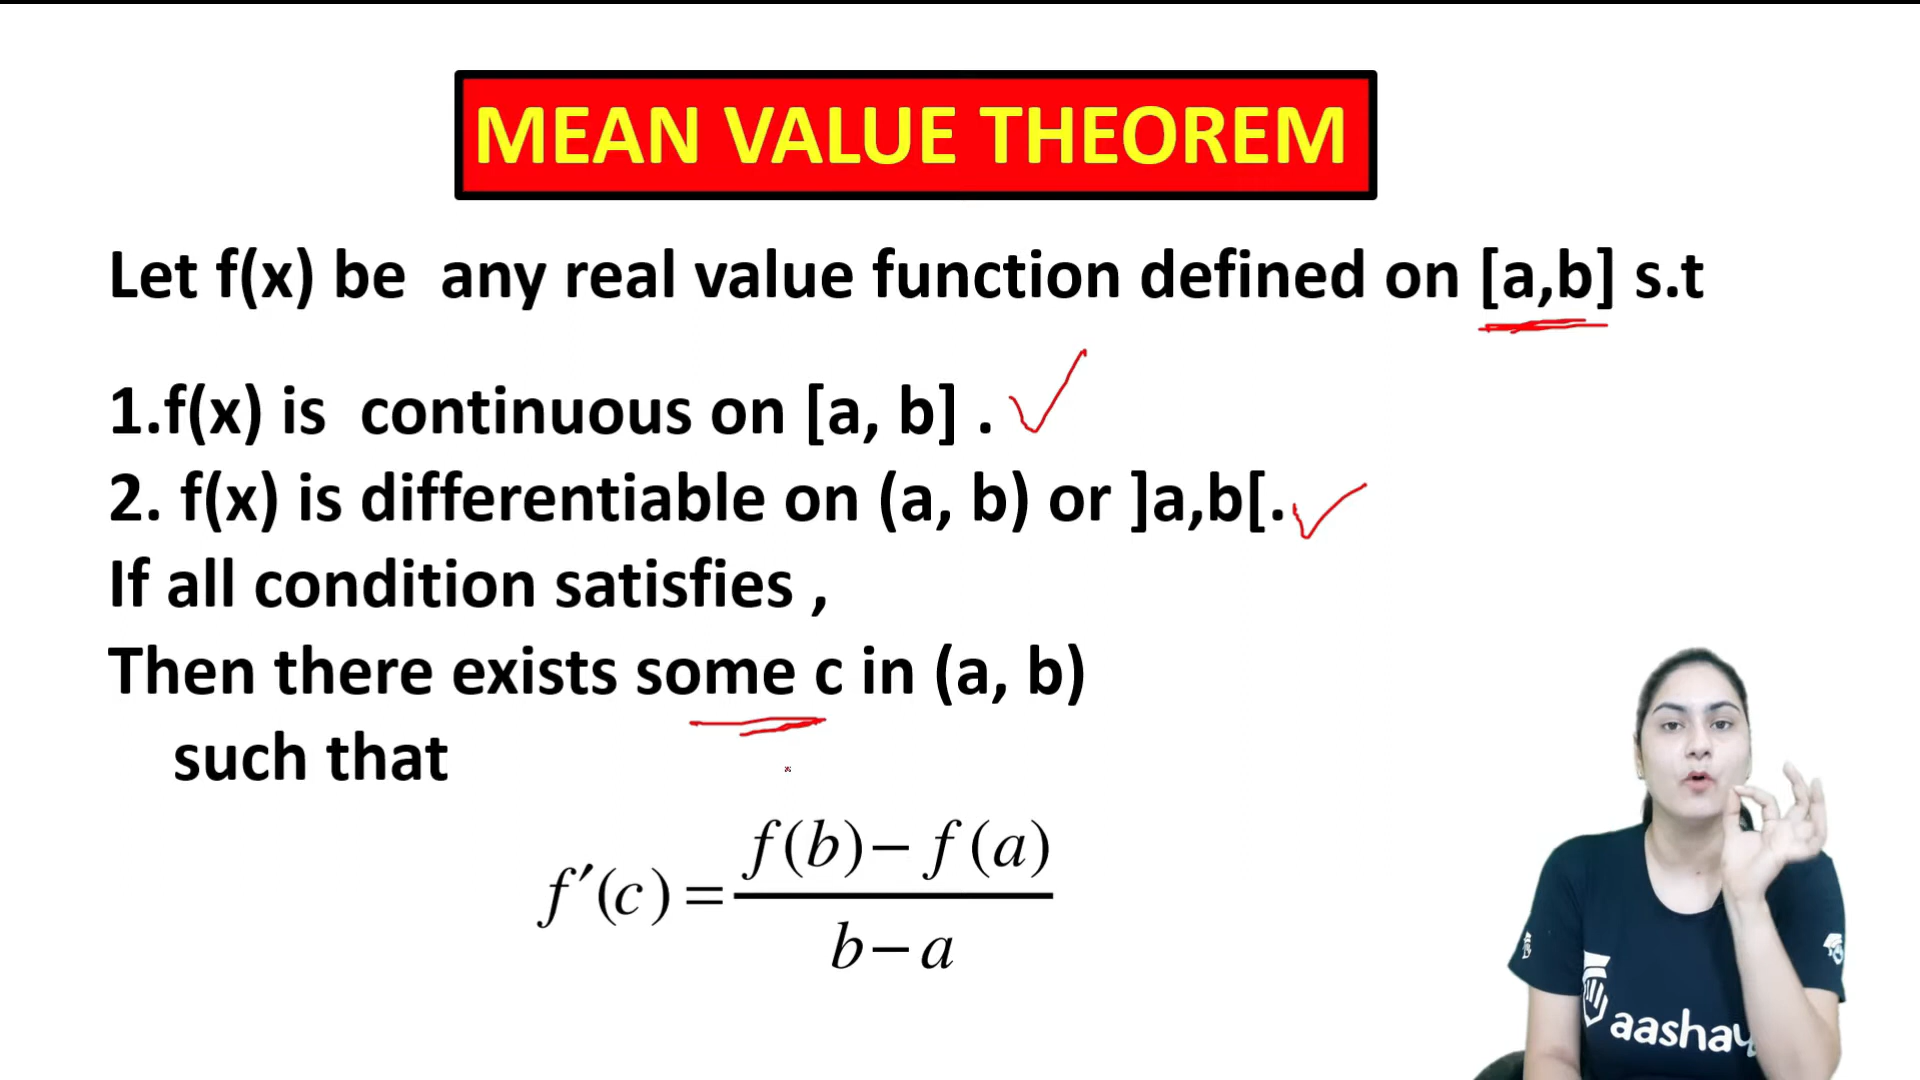 MEAN VALUE THEOREM
Let f(x) be any real value function defined on [a,b] s.t
1.f(x) is continuous on [a, b] .
2. f(x) is differentiable on (a, b) or ]a,b[.
If all condition satisfies ,
Then there exists some c in (a, b)
such that
f′(c) = f(b) − f(a) / b − a
aashay